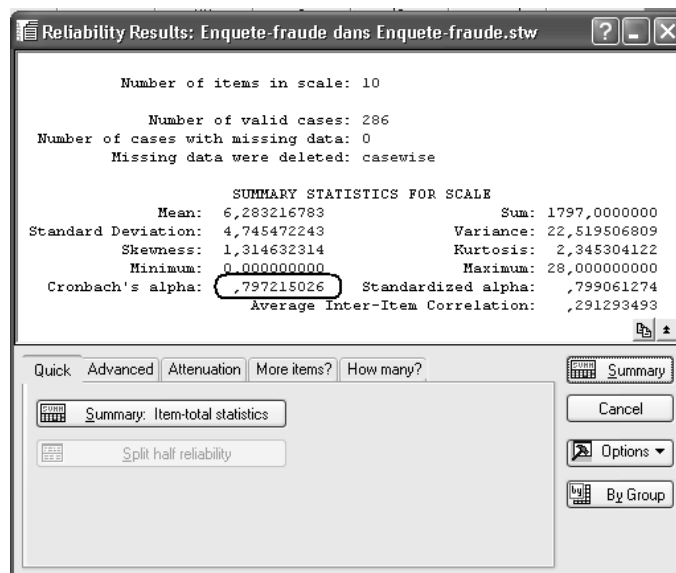 Reliability Results: Enquete-fraude dans Enquete-fraude.stw
Number of items in scale: 10
Number of valid cases: 286
Number of cases with missing data: 0
Missing data were deleted: casewise
SUMMARY STATISTICS FOR SCALE
Mean: 6,283216783 Sum: 1797,0000000
Standard Deviation: 4,745472243 Variance: 22,519506809
Skewness: 1,314632314 Kurtosis: 2,345304122
Minimum: 0,000000000 Maximum: 28,000000000
Cronbach's alpha: ,797215026 Standardized alpha: ,799061274
Average Inter-Item Correlation: ,291293493
Quick Advanced Attenuation More items? How many?
Summary
Summary: Item-total statistics
Cancel
Split half reliability
Options
By Group